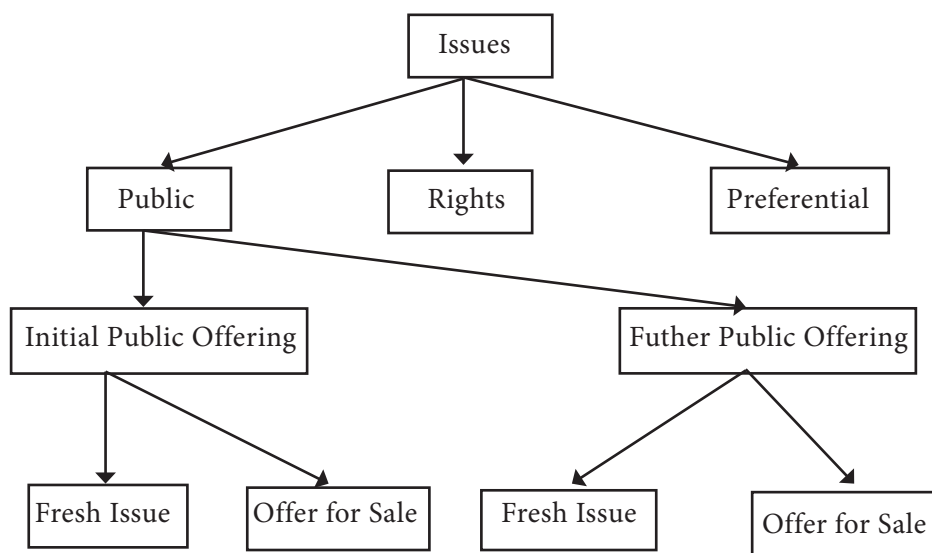 Issues
Public
Rights
Preferential
Initial Public Offering
Futher Public Offering
Fresh Issue
Offer for Sale
Fresh Issue
Offer for Sale